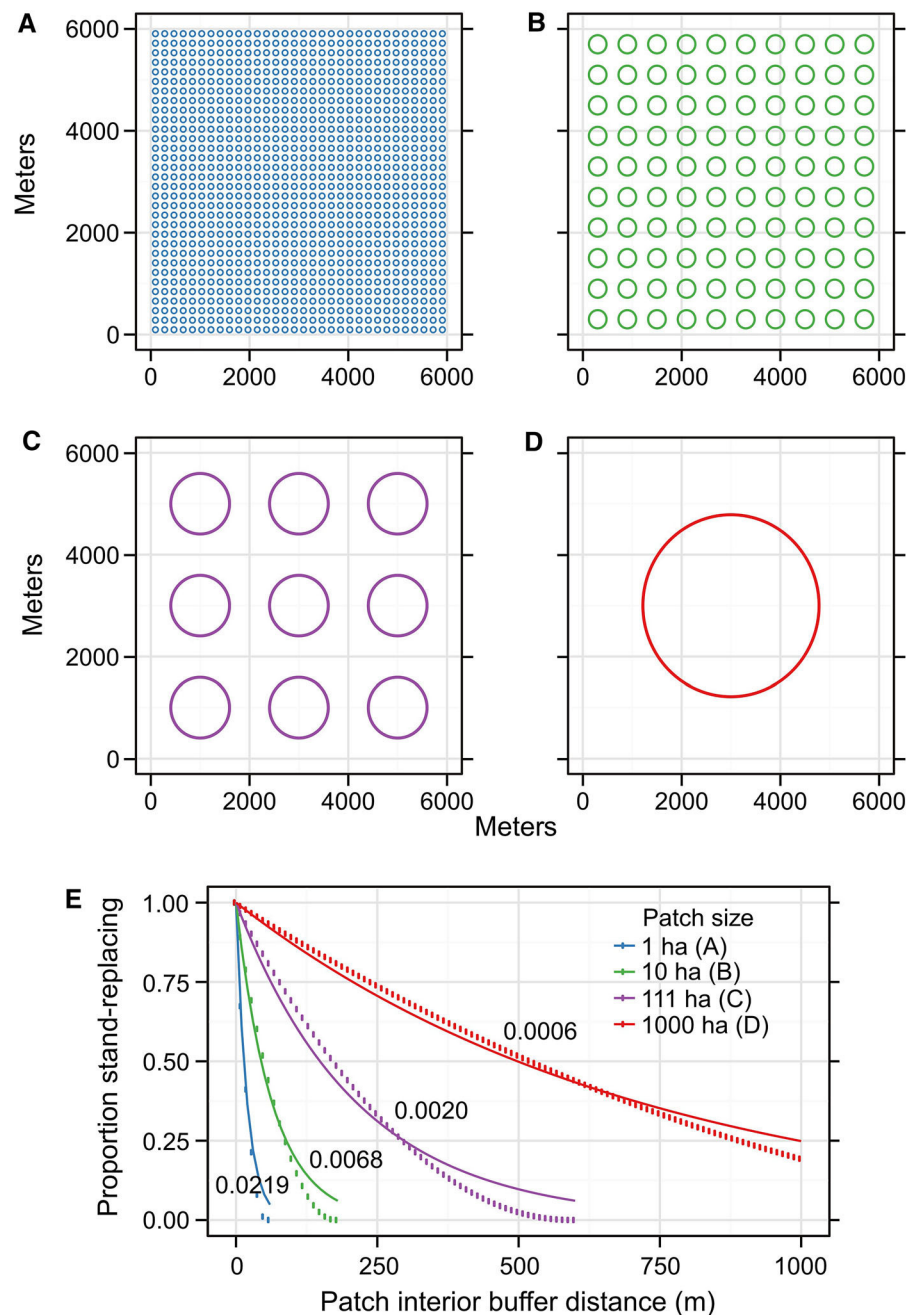 A
B
6000
4000
2000
0
Meters
0 2000 4000 6000
0 2000 4000 6000
C
D
6000
4000
2000
0
Meters
0 2000 4000 6000
0 2000 4000 6000
Meters
E
Proportion stand-replacing
1.00
0.75
0.50
0.25
0.00
Patch size
1 ha (A)
10 ha (B)
111 ha (C)
1000 ha (D)
0.0006
0.0020
0.0068
0.0219
0 250 500 750 1000
Patch interior buffer distance (m)